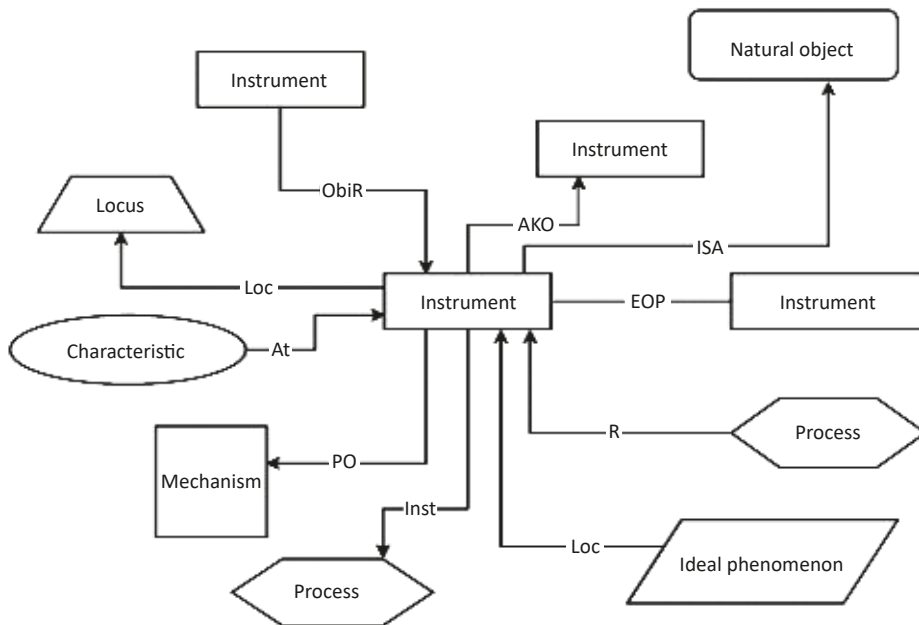 Natural object
Instrument
Instrument
ObiR
Locus
AKO
ISA
Loc
Instrument
EOP
Instrument
Characteristic
At
R
Process
PO
Mechanism
Inst
Loc
Ideal phenomenon
Process